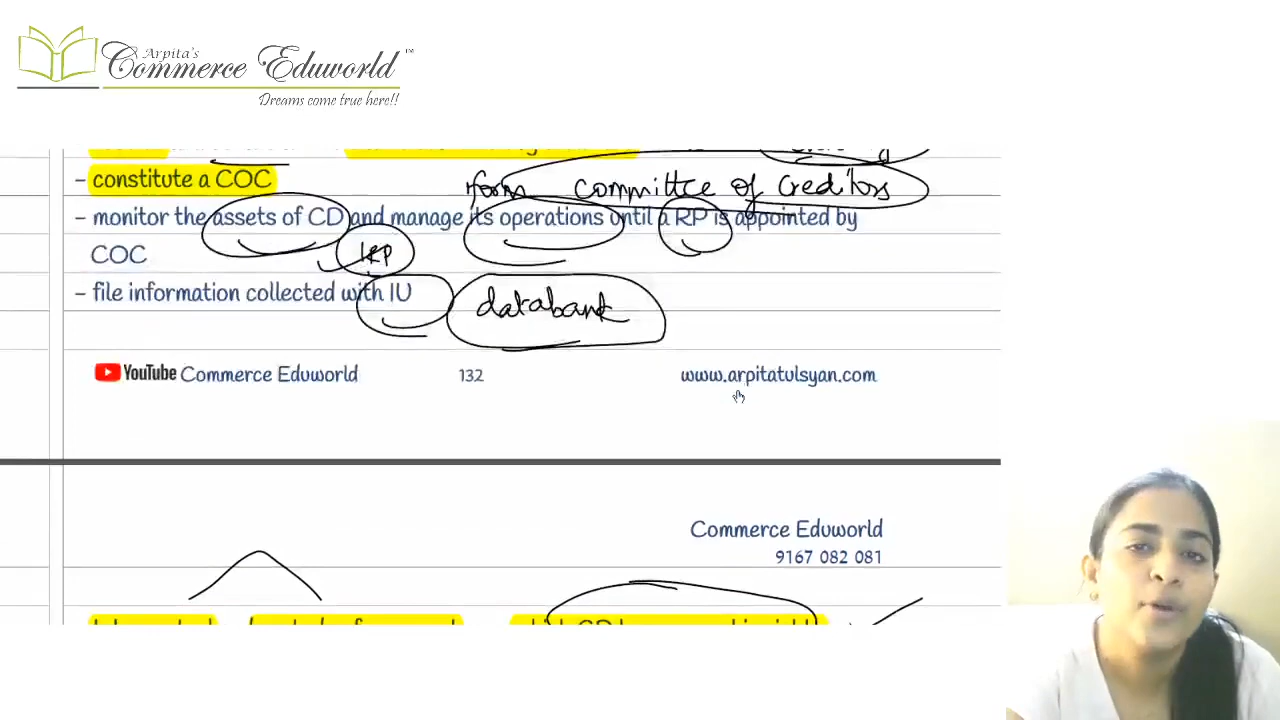 Arpita's
Commerce Eduworld™
Dreams come true here!!
- constitute a COC
form committee of creditors
- monitor the assets of CD and manage its operations until a RP is appointed by
COC
IRP
- file information collected with IU
databank
YouTube Commerce Eduworld 132 www.arpitatulsyan.com
Commerce Eduworld
9167 082 081